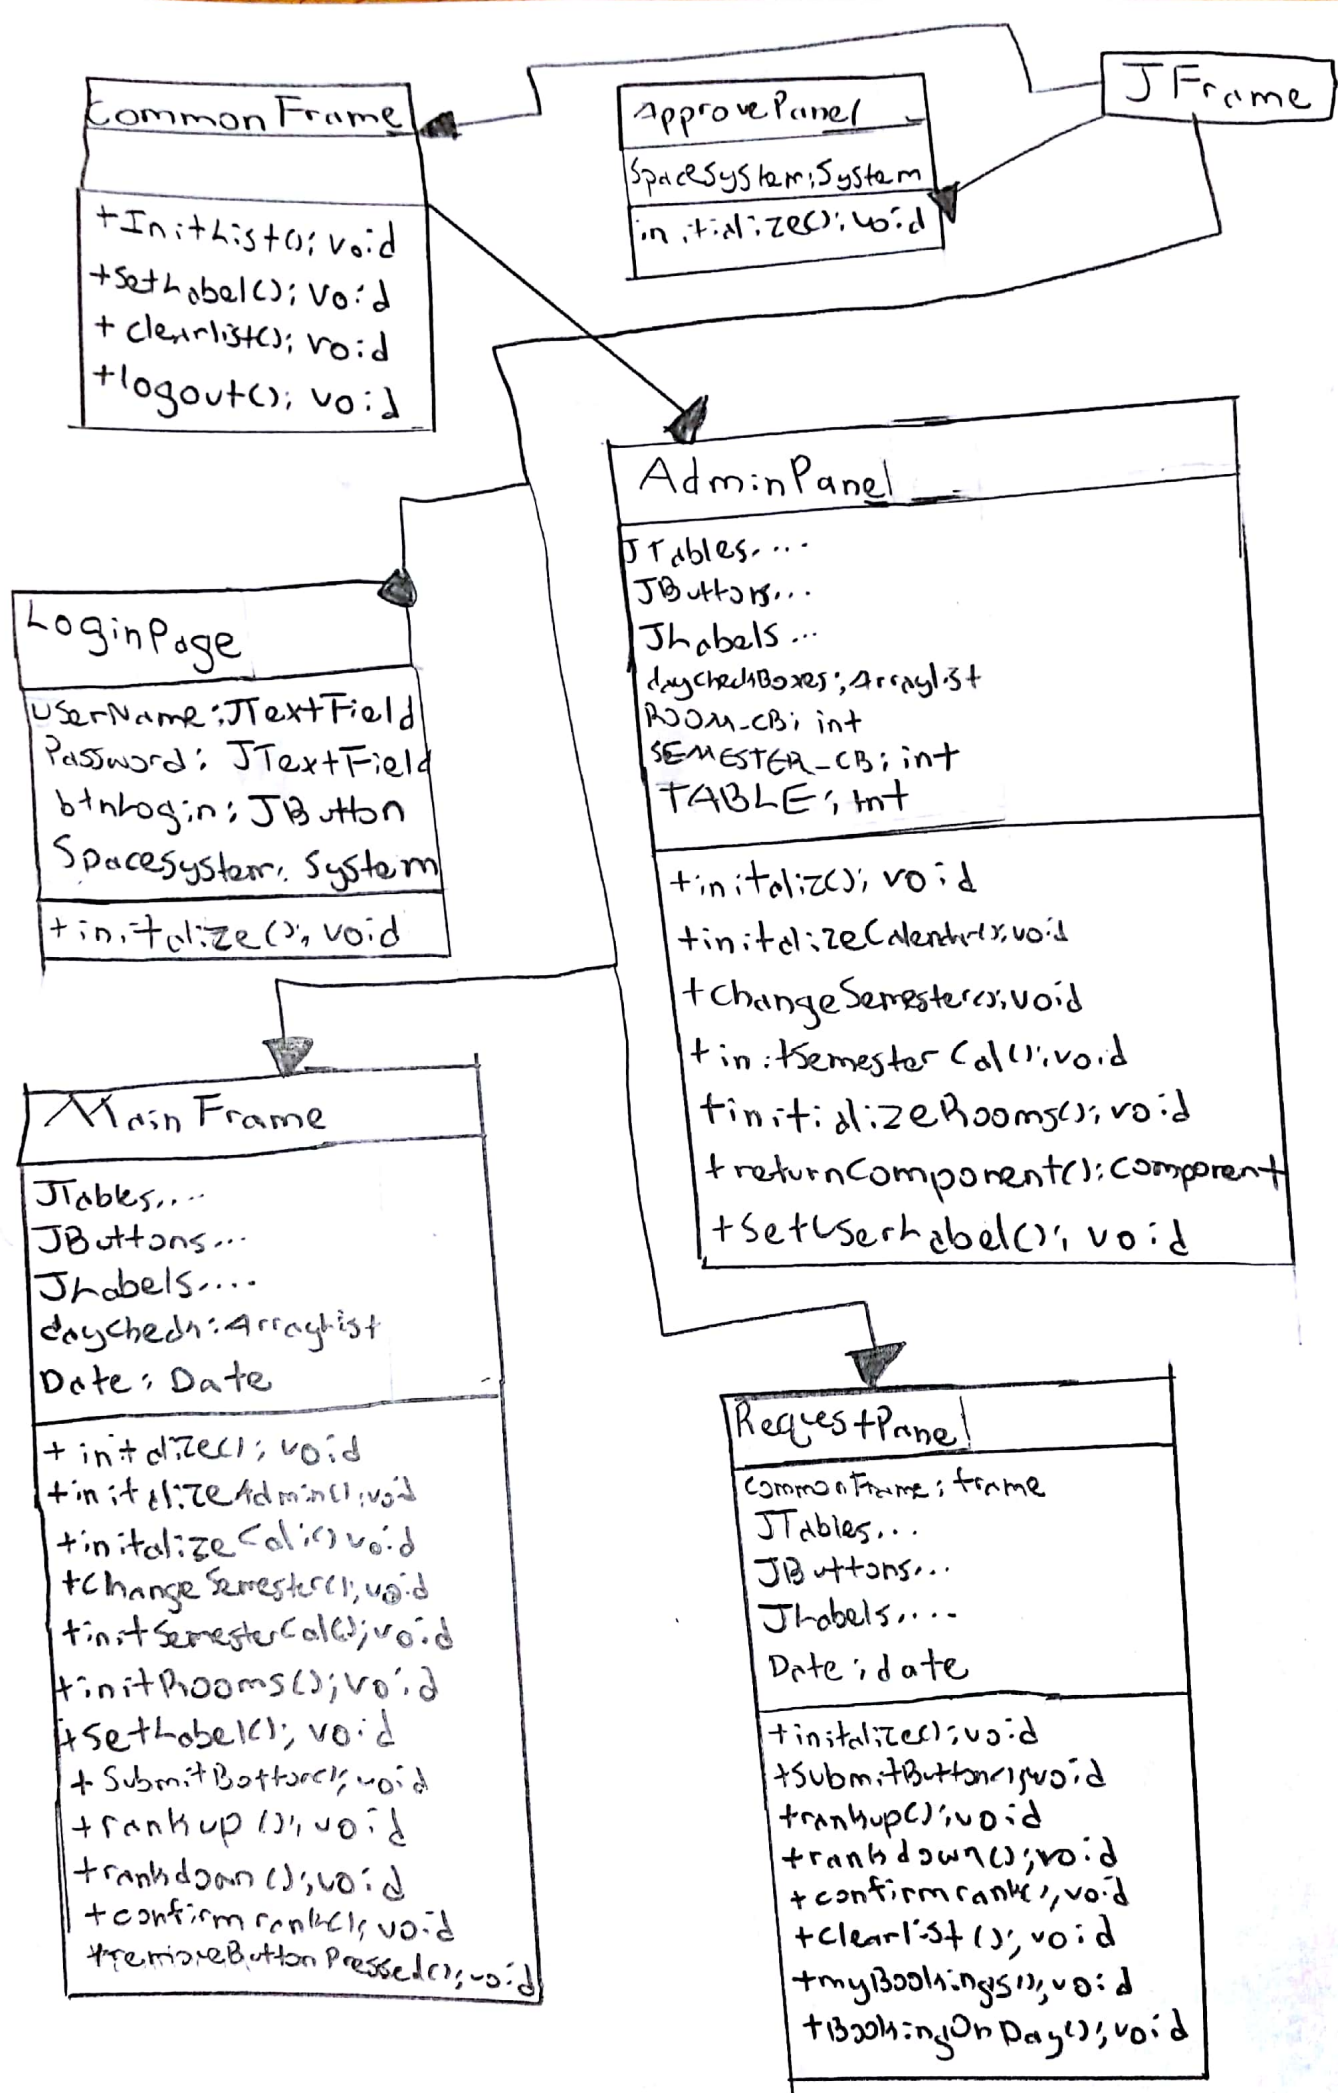 JFrame
CommonFrame
+InitList(): void
+SetLabel(): void
+clearlist(): void
+logout(): void
ApprovePanel
SpaceSystem: System
initialize(): void
AdminPanel
JTables....
JButtons...
JLabels...
dayCheckBoxes: Arraylist
ROOM_CB: int
SEMESTER_CB: int
TABLE: int
+initalize(): void
+initalizeCalendar(): void
+ChangeSemester(): void
+initSemesterCal(): void
+initializeRooms(): void
+returnComponent(): Component
+SetUserLabel(): void
LoginPage
UserName: JTextField
Password: JTextField
btnLogin: JButton
SpaceSystem: System
+initalize(): void
MainFrame
JTables....
JButtons...
JLabels....
dayCheck: ArrayList
Date: Date
+initalize(): void
+initalizeAdmin(): void
+initalizeCal() void
+ChangeSemester(): void
+initSemesterCal(): void
+initRooms(): void
+SetLabel(): void
+SubmitButton(): void
+rankup(): void
+rankdown(): void
+confirmrank(): void
+removeButtonPressed(): void
RequestPanel
CommonFrame: frame
JTables...
JButtons...
JLabels....
Date: date
+initalize(): void
+SubmitButton(): void
+rankup(): void
+rankdown(): void
+confirmrank(): void
+clearlist(): void
+myBookings(): void
+BookingOnDay(): void